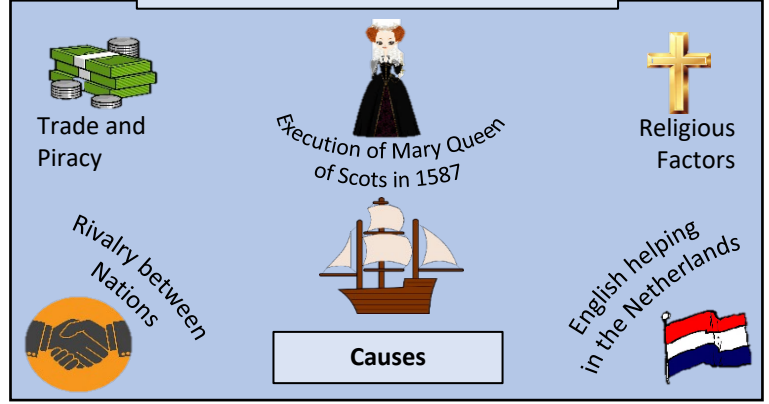 Trade and
Piracy
Execution of Mary Queen
of Scots in 1587
Religious
Factors
Rivalry between
Nations
English helping
in the Netherlands
Causes